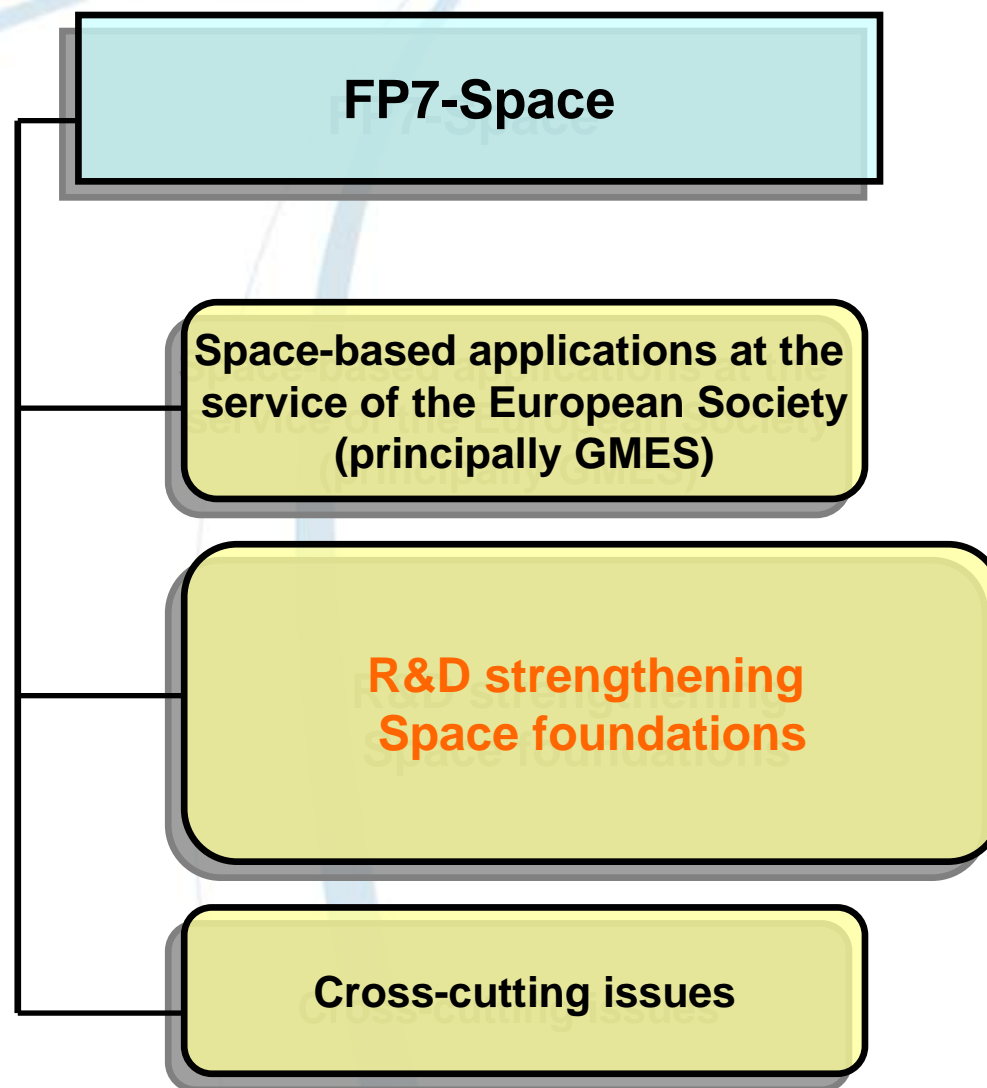 FP7-Space
Space-based applications at the
service of the European Society
(principally GMES)
R&D strengthening
Space foundations
Cross-cutting issues